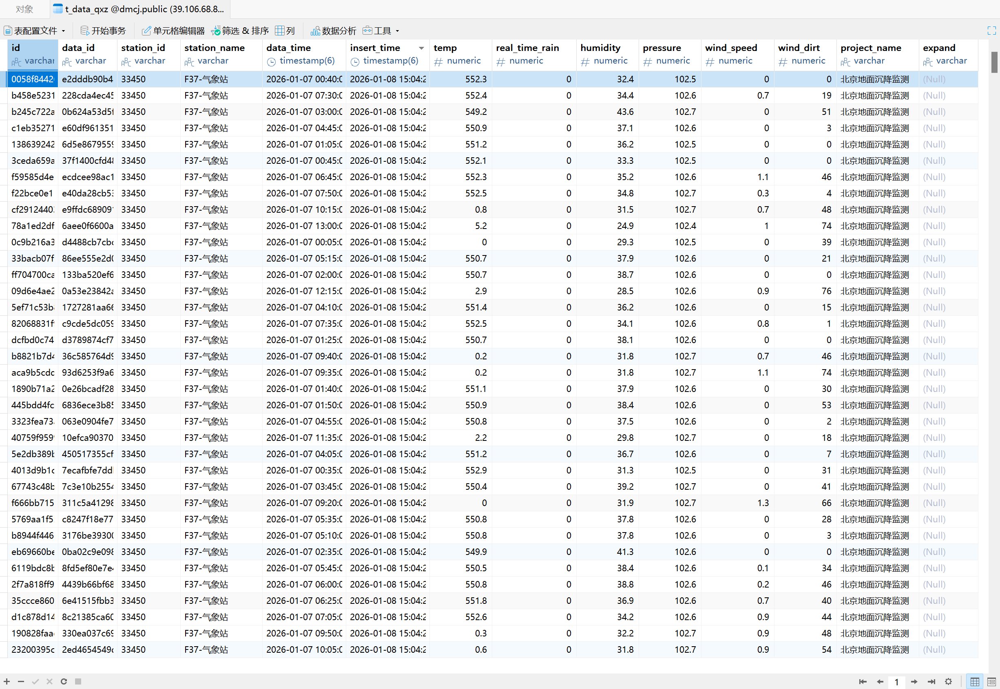 对象 t_data_qxz @dmcj.public (39.106.68.8...
表配置文件 开始事务 单元格编辑器 筛选 & 排序 列 数据分析 工具
id data_id station_id station_name data_time insert_time temp real_time_rain humidity pressure wind_speed wind_dirt project_name expand
varchar varchar varchar varchar timestamp(6) timestamp(6) numeric numeric numeric numeric numeric numeric varchar varchar
0058f8442 e2dddb90b4 33450 F37-气象站 2026-01-07 00:40:0 2026-01-08 15:04:2 552.3 0 32.4 102.5 0 0 北京地面沉降监测 (Null)
b458e5231 228cda4ec45 33450 F37-气象站 2026-01-07 07:30:0 2026-01-08 15:04:2 552.4 0 34.4 102.6 0.7 19 北京地面沉降监测 (Null)
b245c722a 0b624a53d5f 33450 F37-气象站 2026-01-07 03:00:0 2026-01-08 15:04:2 549.2 0 43.6 102.7 0 51 北京地面沉降监测 (Null)
c1eb35271 e60df961351 33450 F37-气象站 2026-01-07 04:45:0 2026-01-08 15:04:2 550.9 0 37.1 102.6 0 3 北京地面沉降监测 (Null)
138639242 6d5e8679559 33450 F37-气象站 2026-01-07 01:05:0 2026-01-08 15:04:2 551.2 0 36.2 102.5 0 0 北京地面沉降监测 (Null)
3ceda659a 37f1400cfd48 33450 F37-气象站 2026-01-07 00:45:0 2026-01-08 15:04:2 552.1 0 33.3 102.5 0 0 北京地面沉降监测 (Null)
f59585d4e ecdcee98ac1 33450 F37-气象站 2026-01-07 06:45:0 2026-01-08 15:04:2 552.3 0 35.2 102.6 1.1 46 北京地面沉降监测 (Null)
f22bce0e1 e40da28cb53 33450 F37-气象站 2026-01-07 07:50:0 2026-01-08 15:04:2 552.5 0 34.8 102.7 0.3 4 北京地面沉降监测 (Null)
cf2912440 e9ffdc689091 33450 F37-气象站 2026-01-07 10:15:0 2026-01-08 15:04:2 0.8 0 31.5 102.7 0.7 48 北京地面沉降监测 (Null)
78a1ed2df 6aee0f6600a 33450 F37-气象站 2026-01-07 13:00:0 2026-01-08 15:04:2 5.2 0 24.9 102.4 1 74 北京地面沉降监测 (Null)
0c9b216a3 d4488cb7cb 33450 F37-气象站 2026-01-07 00:05:0 2026-01-08 15:04:2 0 0 29.3 102.5 0 39 北京地面沉降监测 (Null)
33bacb07f 86ee555e2d0 33450 F37-气象站 2026-01-07 05:15:0 2026-01-08 15:04:2 550.7 0 37.9 102.6 0 21 北京地面沉降监测 (Null)
ff704700ca 133ba520ef6 33450 F37-气象站 2026-01-07 02:00:0 2026-01-08 15:04:2 550.7 0 38.7 102.6 0 0 北京地面沉降监测 (Null)
09d6e4ae2 0a53e23842a 33450 F37-气象站 2026-01-07 12:15:0 2026-01-08 15:04:2 2.9 0 28.5 102.6 0.9 76 北京地面沉降监测 (Null)
5ef71c53b 1727281aa66 33450 F37-气象站 2026-01-07 04:10:0 2026-01-08 15:04:2 551.4 0 36.2 102.6 0 15 北京地面沉降监测 (Null)
82068831f c9cde5dc059 33450 F37-气象站 2026-01-07 07:35:0 2026-01-08 15:04:2 552.5 0 34.1 102.6 0.8 1 北京地面沉降监测 (Null)
dcfbd0c74 d3789874cf7 33450 F37-气象站 2026-01-07 01:25:0 2026-01-08 15:04:2 550.7 0 38.1 102.6 0 0 北京地面沉降监测 (Null)
b8821b7d4 36c585764d9 33450 F37-气象站 2026-01-07 09:40:0 2026-01-08 15:04:2 0.2 0 31.8 102.7 0.7 46 北京地面沉降监测 (Null)
aca9b5cdc 93d6253f9a6 33450 F37-气象站 2026-01-07 09:35:0 2026-01-08 15:04:2 0.2 0 31.8 102.7 1.1 74 北京地面沉降监测 (Null)
1890b71a2 0e26bcadf28 33450 F37-气象站 2026-01-07 01:40:0 2026-01-08 15:04:2 551.1 0 37.9 102.6 0 30 北京地面沉降监测 (Null)
445bdd4fc 6836ece3b85 33450 F37-气象站 2026-01-07 01:50:0 2026-01-08 15:04:2 550.9 0 38.4 102.6 0 53 北京地面沉降监测 (Null)
3323fea73 063e0904fe7 33450 F37-气象站 2026-01-07 04:55:0 2026-01-08 15:04:2 550.8 0 37.5 102.6 0 2 北京地面沉降监测 (Null)
40759f959 10efca90370 33450 F37-气象站 2026-01-07 11:35:0 2026-01-08 15:04:2 2.2 0 29.8 102.7 0 18 北京地面沉降监测 (Null)
5e2db389b 450517355cf 33450 F37-气象站 2026-01-07 04:05:0 2026-01-08 15:04:2 551.2 0 36.7 102.6 0 7 北京地面沉降监测 (Null)
4013d9b1c 7ecafbfe7dd 33450 F37-气象站 2026-01-07 00:35:0 2026-01-08 15:04:2 552.9 0 31.3 102.5 0 31 北京地面沉降监测 (Null)
67743c48b 7c3e10b2554 33450 F37-气象站 2026-01-07 03:45:0 2026-01-08 15:04:2 550.4 0 39.2 102.7 0 41 北京地面沉降监测 (Null)
f666bb715 311c5a41298 33450 F37-气象站 2026-01-07 09:20:0 2026-01-08 15:04:2 0 0 31.9 102.7 1.3 66 北京地面沉降监测 (Null)
5769aa1f5 c8247f18e77 33450 F37-气象站 2026-01-07 05:35:0 2026-01-08 15:04:2 550.8 0 37.8 102.6 0 28 北京地面沉降监测 (Null)
b8944f446 3176be39300 33450 F37-气象站 2026-01-07 05:10:0 2026-01-08 15:04:2 550.8 0 37.8 102.6 0 3 北京地面沉降监测 (Null)
eb69660be 0ba02c9e098 33450 F37-气象站 2026-01-07 02:35:0 2026-01-08 15:04:2 549.9 0 41.3 102.6 0 0 北京地面沉降监测 (Null)
6119bdc8b 8fd5ef80e7e 33450 F37-气象站 2026-01-07 05:45:0 2026-01-08 15:04:2 550.5 0 38.4 102.6 0.1 34 北京地面沉降监测 (Null)
2f7a818ff9 4439b66bf68 33450 F37-气象站 2026-01-07 06:00:0 2026-01-08 15:04:2 550.8 0 38.8 102.6 0.2 46 北京地面沉降监测 (Null)
35ccce860 6e41515fbb3 33450 F37-气象站 2026-01-07 06:25:0 2026-01-08 15:04:2 551.8 0 36.9 102.6 0.7 40 北京地面沉降监测 (Null)
d1c878d14 8c21385ca60 33450 F37-气象站 2026-01-07 07:05:0 2026-01-08 15:04:2 552.6 0 34.2 102.6 0.9 44 北京地面沉降监测 (Null)
190828faa 330ea037c69 33450 F37-气象站 2026-01-07 09:50:0 2026-01-08 15:04:2 0.3 0 32.2 102.7 0.9 48 北京地面沉降监测 (Null)
23200395c 2ed4654549 33450 F37-气象站 2026-01-07 10:05:0 2026-01-08 15:04:2 0.6 0 31.8 102.7 0.9 54 北京地面沉降监测 (Null)
1